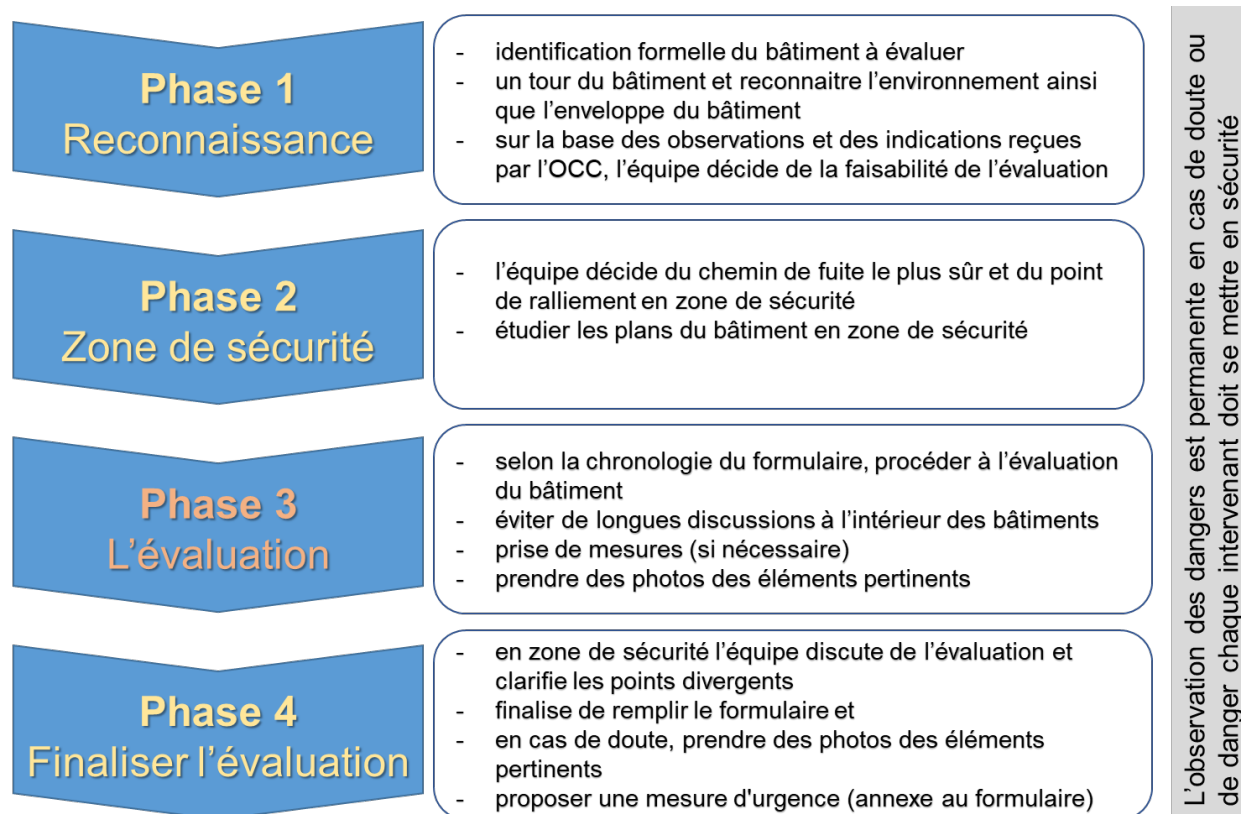 Phase 1
Reconnaissance
- identification formelle du bâtiment à évaluer
- un tour du bâtiment et reconnaitre l'environnement ainsi
que l'enveloppe du bâtiment
- sur la base des observations et des indications reçues
par l'OCC, l'équipe décide de la faisabilité de l'évaluation
Phase 2
Zone de sécurité
- l'équipe décide du chemin de fuite le plus sûr et du point
de ralliement en zone de sécurité
- étudier les plans du bâtiment en zone de sécurité
Phase 3
L'évaluation
- selon la chronologie du formulaire, procéder à l'évaluation
du bâtiment
- éviter de longues discussions à l'intérieur des bâtiments
- prise de mesures (si nécessaire)
- prendre des photos des éléments pertinents
Phase 4
Finaliser l'évaluation
- en zone de sécurité l'équipe discute de l'évaluation et
clarifie les points divergents
- finalise de remplir le formulaire et
- en cas de doute, prendre des photos des éléments
pertinents
- proposer une mesure d'urgence (annexe au formulaire)
L'observation des dangers est permanente en cas de doute ou
de danger chaque intervenant doit se mettre en sécurité